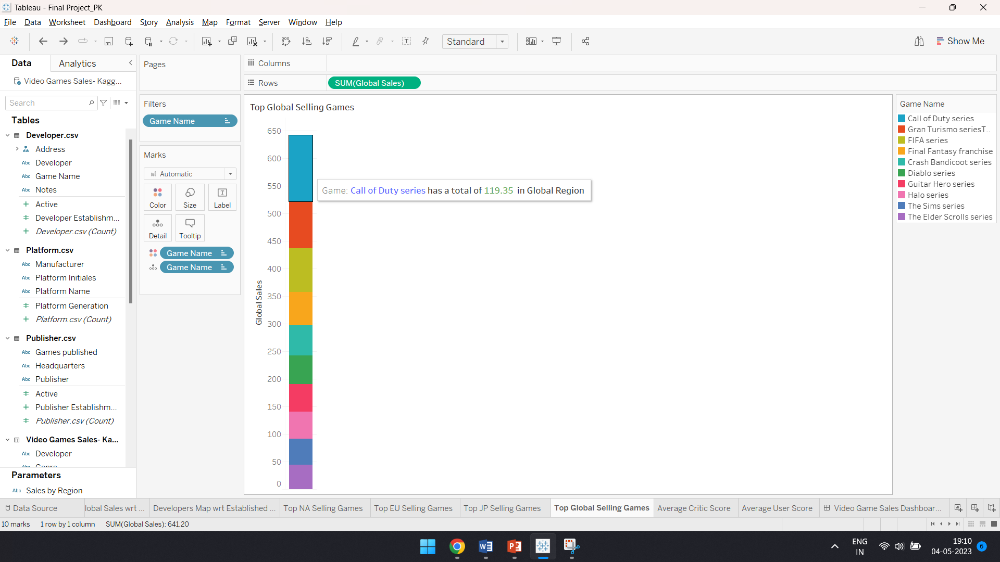 Tableau - Final Project_PK
File Data Worksheet Dashboard Story Analysis Map Format Server Window Help
Standard
Show Me
Data Analytics
Video Games Sales- Kagg...
Search
Tables
Developer.csv
Address
Abc Developer
Abc Game Name
Abc Notes
# Active
# Developer Establishm...
# Developer.csv (Count)
Platform.csv
Abc Manufacturer
Abc Platform Initiales
Abc Platform Name
# Platform Generation
# Platform.csv (Count)
Publisher.csv
Abc Games published
Abc Headquarters
Abc Publisher
# Active
# Publisher Establishm...
# Publisher.csv (Count)
Video Games Sales- Ka...
Abc Developer
Parameters
Abc Sales by Region
Pages
Filters
Game Name
Marks
Automatic
Color Size Label
Detail Tooltip
Game Name
Game Name
Columns
Rows SUM(Global Sales)
Top Global Selling Games
Global Sales
650
600
550
500
450
400
350
300
250
200
150
100
50
0
Game: Call of Duty series has a total of 119.35 in Global Region
Game Name
Call of Duty series
Gran Turismo seriesT..
FIFA series
Final Fantasy franchise
Crash Bandicoot series
Diablo series
Guitar Hero series
Halo series
The Sims series
The Elder Scrolls series
Data Source lobal Sales wrt ... Developers Map wrt Established ... Top NA Selling Games Top EU Selling Games Top JP Selling Games Top Global Selling Games Average Critic Score Average User Score Video Game Sales Dashboar...
10 marks 1 row by 1 column SUM(Global Sales): 641.20
ENG
IN
19:10
04-05-2023
6